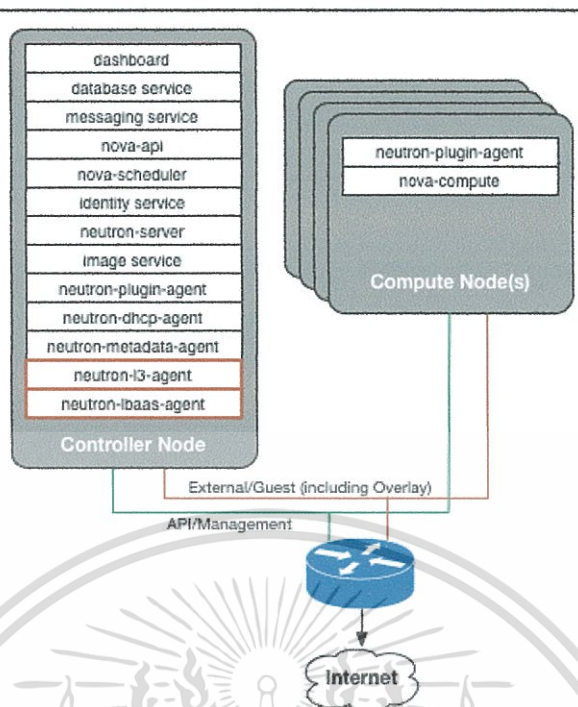 dashboard
database service
messaging service
nova-api
nova-scheduler
identity service
neutron-server
image service
neutron-plugin-agent
neutron-dhcp-agent
neutron-metadata-agent
neutron-l3-agent
neutron-lbaas-agent
Controller Node
neutron-plugin-agent
nova-compute
Compute Node(s)
External/Guest (including Overlay)
API/Management
Internet